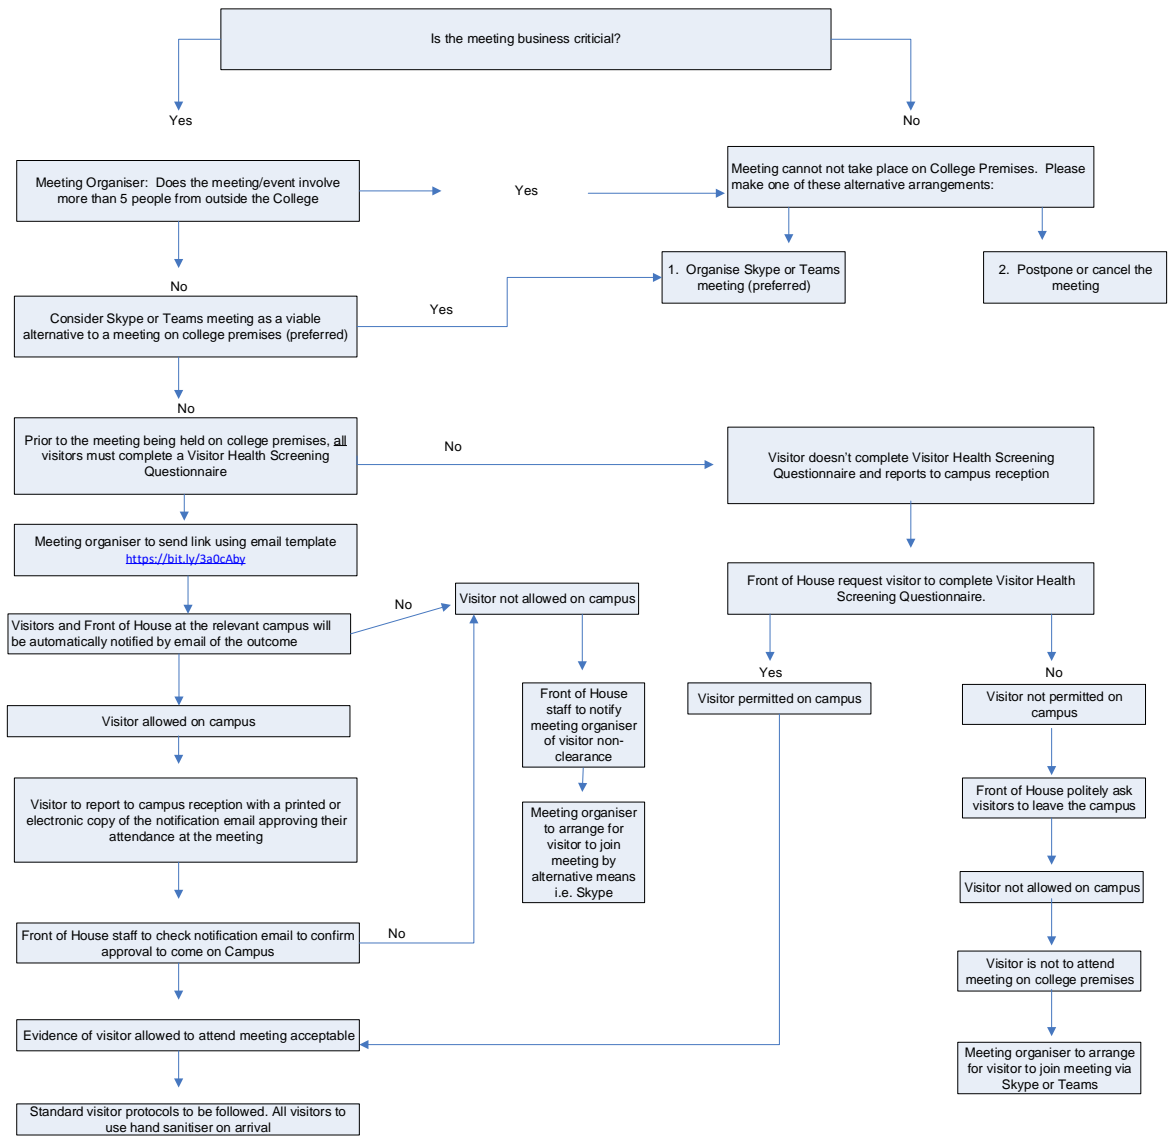 Is the meeting business criticial?
Yes
No
Meeting Organiser:  Does the meeting/event involve
more than 5 people from outside the College
Yes
Meeting cannot not take place on College Premises.  Please
make one of these alternative arrangements:
No
1.  Organise Skype or Teams
meeting (preferred)
2.  Postpone or cancel the
meeting
Consider Skype or Teams meeting as a viable
alternative to a meeting on college premises (preferred)
Yes
No
Prior to the meeting being held on college premises, all
visitors must complete a Visitor Health Screening
Questionnaire
No
Visitor doesn't complete Visitor Health Screening
Questionnaire and reports to campus reception
Meeting organiser to send link using email template
https://bit.ly/3a0cAby
Front of House request visitor to complete Visitor Health
Screening Questionnaire.
Visitors and Front of House at the relevant campus will
be automatically notified by email of the outcome
No
Visitor not allowed on campus
Yes
No
Visitor allowed on campus
Front of House
staff to notify
meeting organiser
of visitor non-
clearance
Visitor permitted on campus
Visitor not permitted on
campus
Visitor to report to campus reception with a printed or
electronic copy of the notification email approving their
attendance at the meeting
Meeting organiser
to arrange for
visitor to join
meeting by
alternative means
i.e. Skype
Front of House politely ask
visitors to leave the campus
Visitor not allowed on campus
Front of House staff to check notification email to confirm
approval to come on Campus
No
Visitor is not to attend
meeting on college premises
Evidence of visitor allowed to attend meeting acceptable
Meeting organiser to arrange
for visitor to join meeting via
Skype or Teams
Standard visitor protocols to be followed. All visitors to
use hand sanitiser on arrival